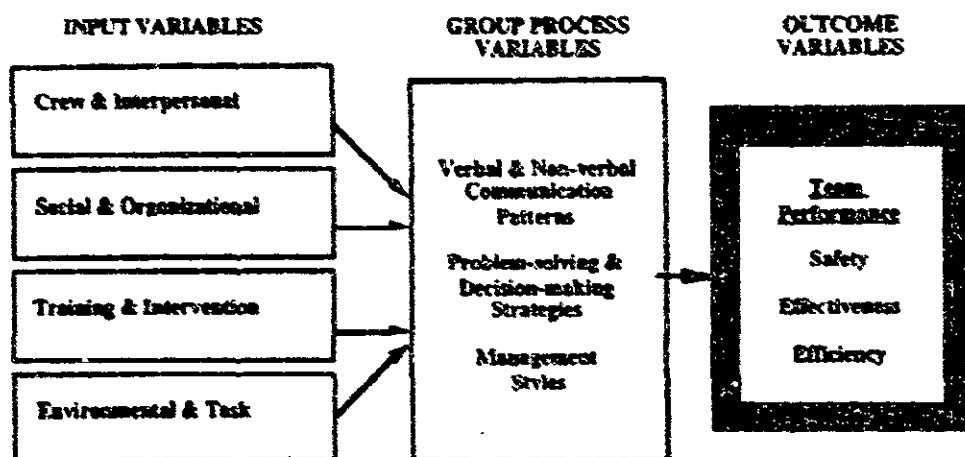 INPUT VARIABLES
Crew & Interpersonal
Social & Organizational
Training & Intervention
Environmental & Task
GROUP PROCESS
VARIABLES
Verbal & Non-verbal
Communication
Patterns
Problem-solving &
Decision-making
Strategies
Management
Styles
OUTCOME
VARIABLES
Team
Performance
Safety
Effectiveness
Efficiency